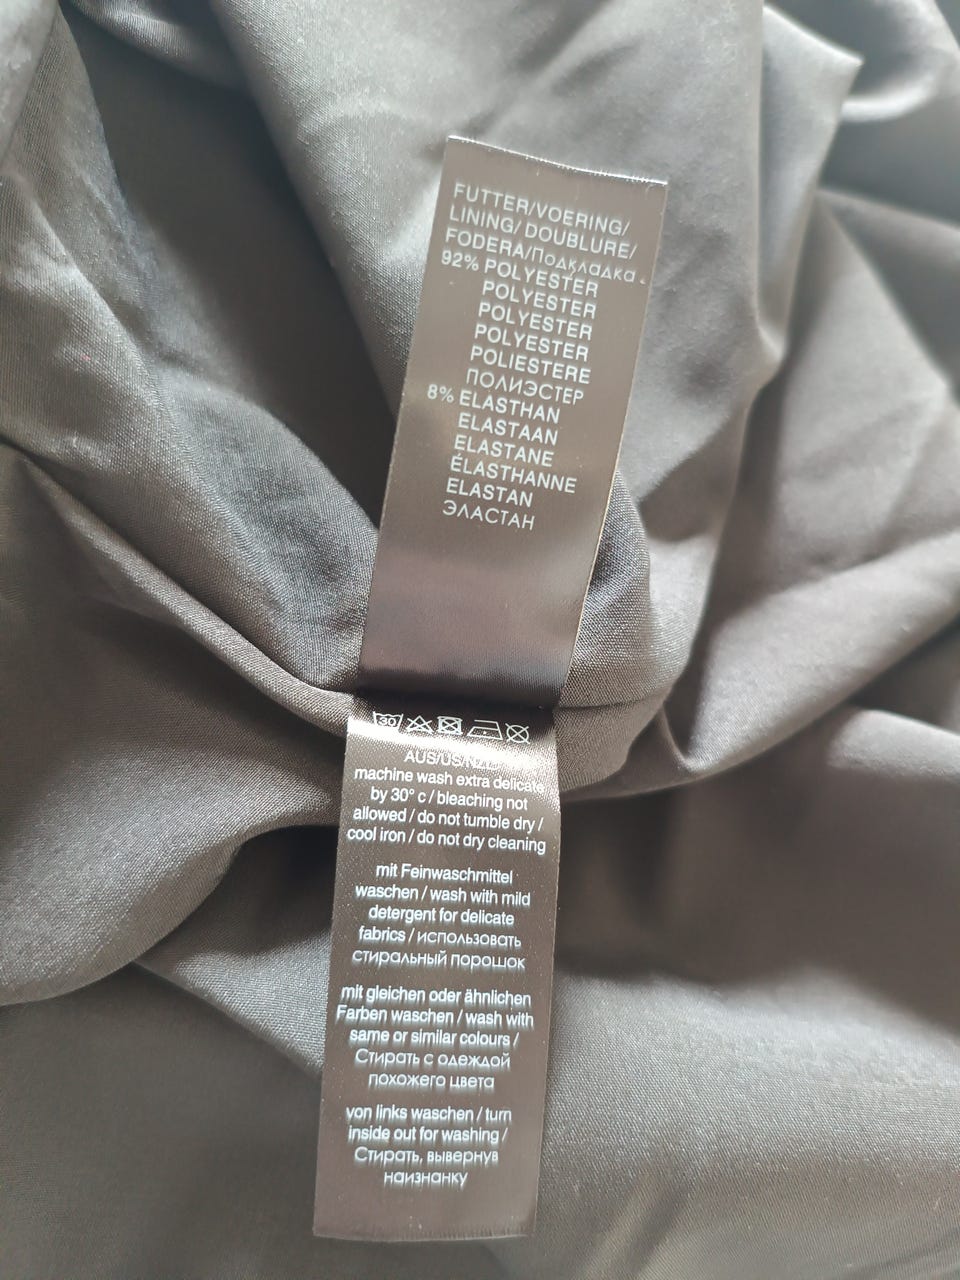 FUTTER/VOERING/
LINING/DOUBLURE/
FODERA/Подкладка
92% POLYESTER
POLYESTER
POLYESTER
POLYESTER
POLIESTERE
ПОЛИЭСТЕР
8% ELASTHAN
ELASTAAN
ELASTANE
ÉLASTHANNE
ELASTAN
ЭЛАСТАН
30
AUS/US/NZ
machine wash extra delicate
by 30° c / bleaching not
allowed / do not tumble dry /
cool iron / do not dry cleaning
mit Feinwaschmittel
waschen / wash with mild
detergent for delicate
fabrics / использовать
стиральный порошок
mit gleichen oder ähnlichen
Farben waschen / wash with
same or similar colours /
Стирать с одеждой
похожего цвета
von links waschen / turn
inside out for washing /
Стирать, вывернув
наизнанку